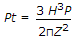 Pt = 3 H³P / 2πZ²